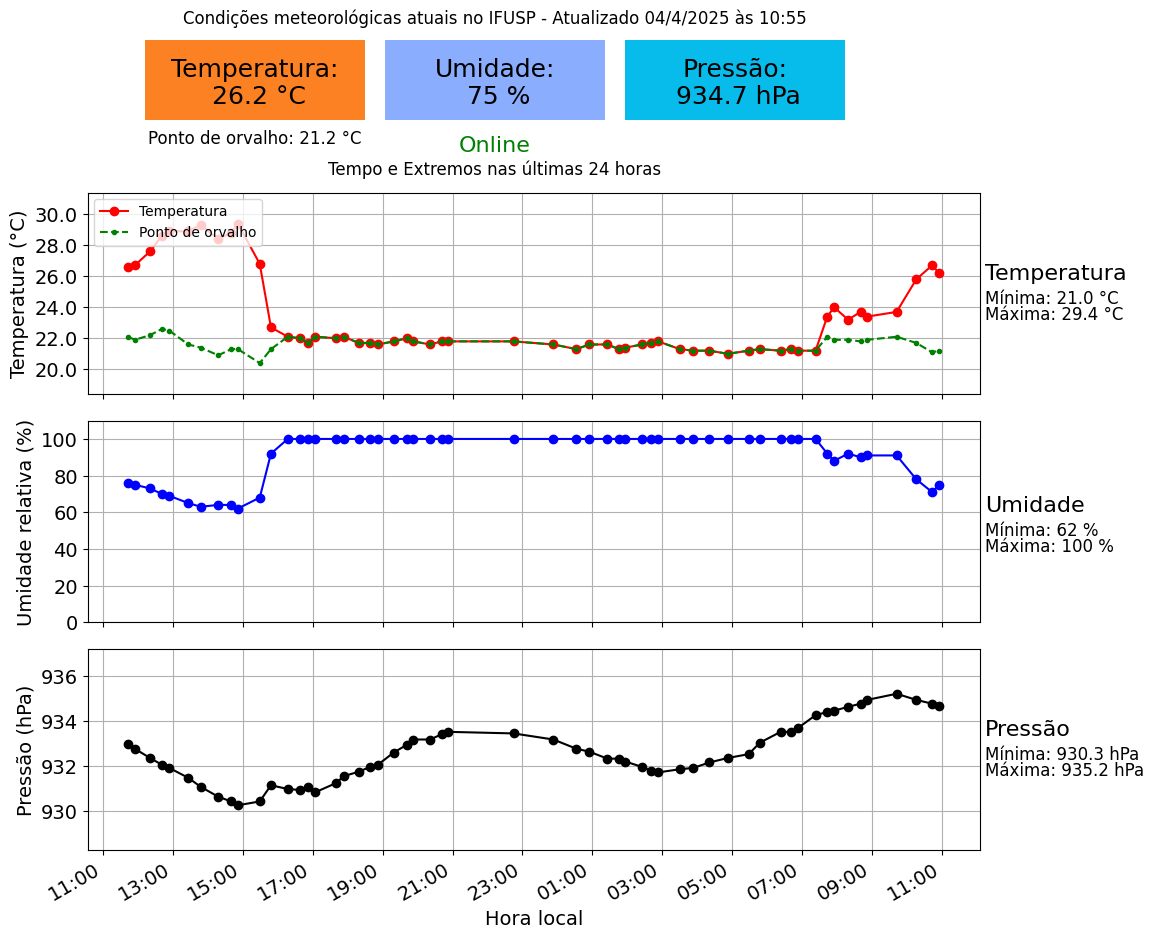 Condições meteorológicas atuais no IFUSP - Atualizado 04/4/2025 às 10:55
Temperatura:
26.2 °C
Umidade:
75 %
Pressão:
934.7 hPa
Ponto de orvalho: 21.2 °C
Online
Tempo e Extremos nas últimas 24 horas
Temperatura (°C)
30.0
28.0
26.0
24.0
22.0
20.0
Temperatura
Ponto de orvalho
Temperatura
Mínima: 21.0 °C
Máxima: 29.4 °C
Umidade relativa (%)
100
80
60
40
20
0
Umidade
Mínima: 62 %
Máxima: 100 %
Pressão (hPa)
936
934
932
930
Pressão
Mínima: 930.3 hPa
Máxima: 935.2 hPa
11:00
13:00
15:00
17:00
19:00
21:00
23:00
01:00
03:00
05:00
07:00
09:00
11:00
Hora local